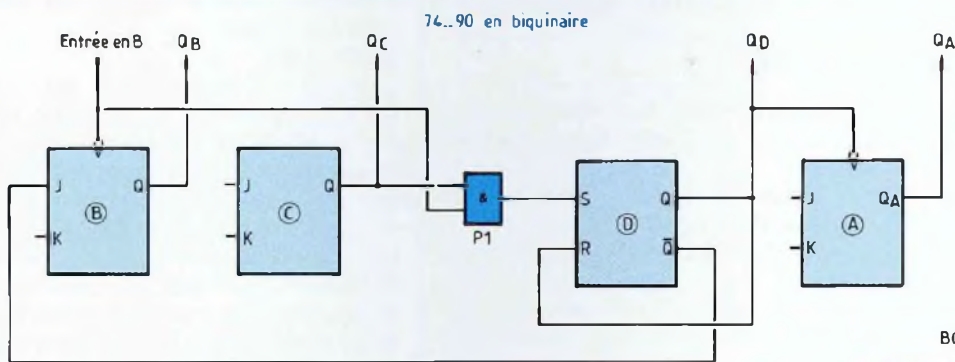 74..90 en biquinaire
Entrée en B
QB
QC
QD
QA
J
Q
B
K
J
Q
C
K
&
P1
S
Q
D
R
Q̅
J
QA
A
K